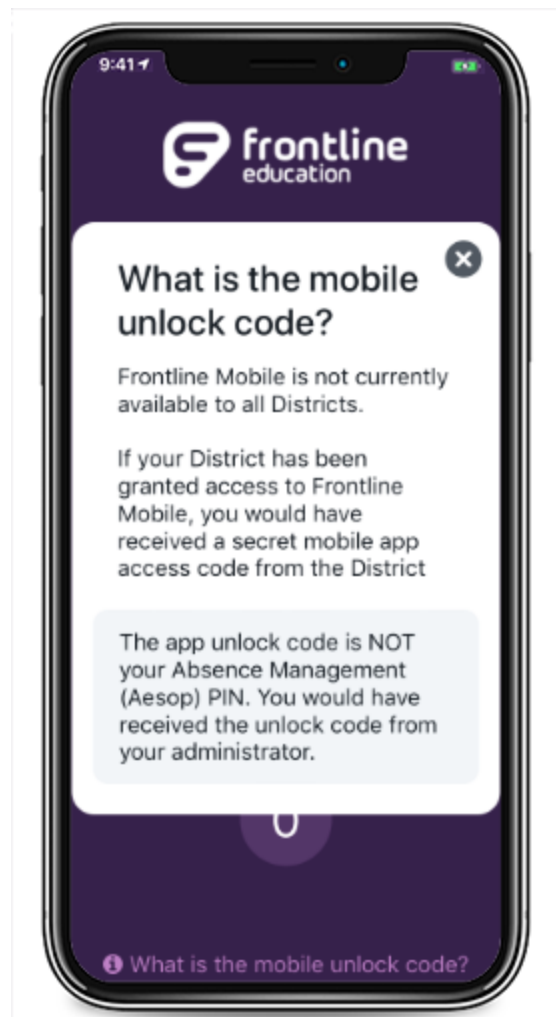 9:41
frontline
education
What is the mobile
unlock code?
Frontline Mobile is not currently
available to all Districts.
If your District has been
granted access to Frontline
Mobile, you would have
received a secret mobile app
access code from the District
The app unlock code is NOT
your Absence Management
(Aesop) PIN. You would have
received the unlock code from
your administrator.
0
What is the mobile unlock code?